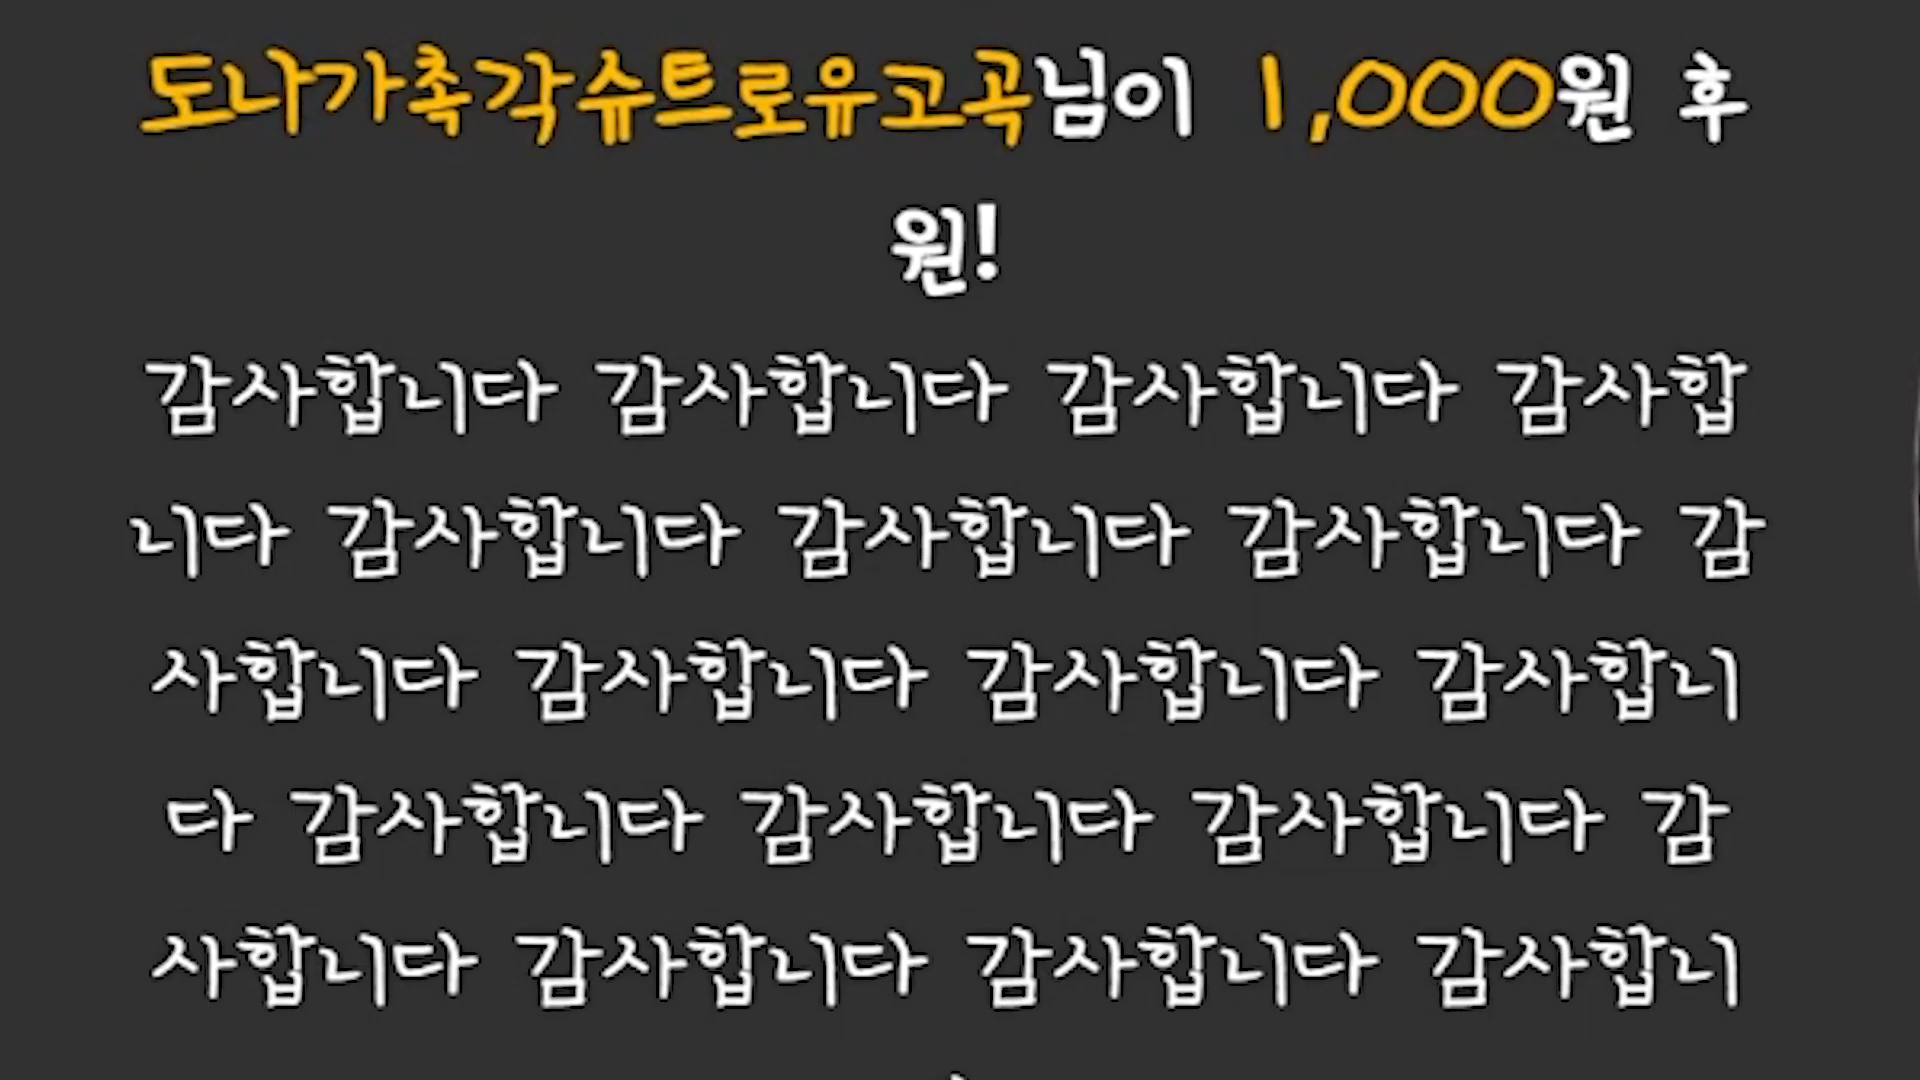 도나가촉각슈트로유고곡님이 1,000원 후
원!
감사합니다 감사합니다 감사합니다 감사합
니다 감사합니다 감사합니다 감사합니다 감
사합니다 감사합니다 감사합니다 감사합니
다 감사합니다 감사합니다 감사합니다 감
사합니다 감사합니다 감사합니다 감사합니